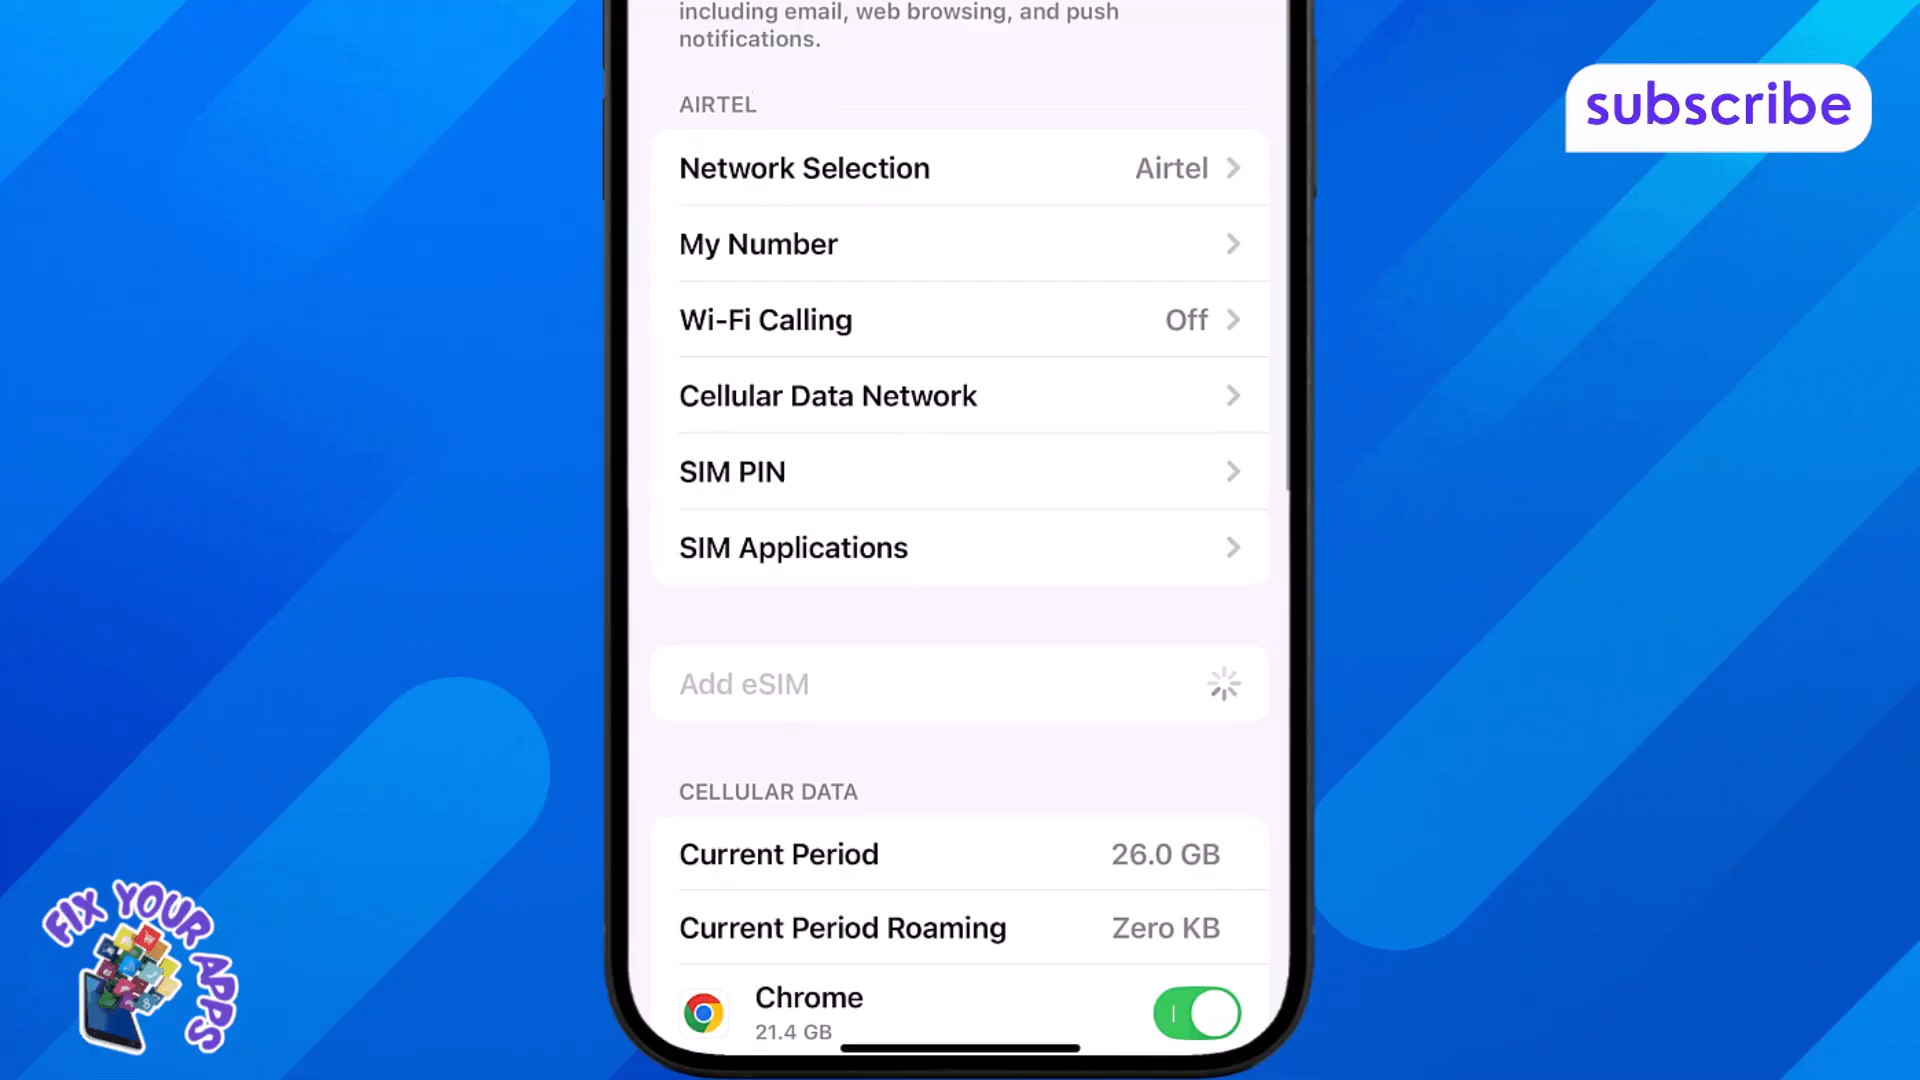 including email, web browsing, and push
notifications.
subscribe
AIRTEL
Network Selection Airtel
My Number
Wi-Fi Calling Off
Cellular Data Network
SIM PIN
SIM Applications
Add eSIM
CELLULAR DATA
Current Period 26.0 GB
Current Period Roaming Zero KB
Chrome
21.4 GB
FIX YOUR APPS